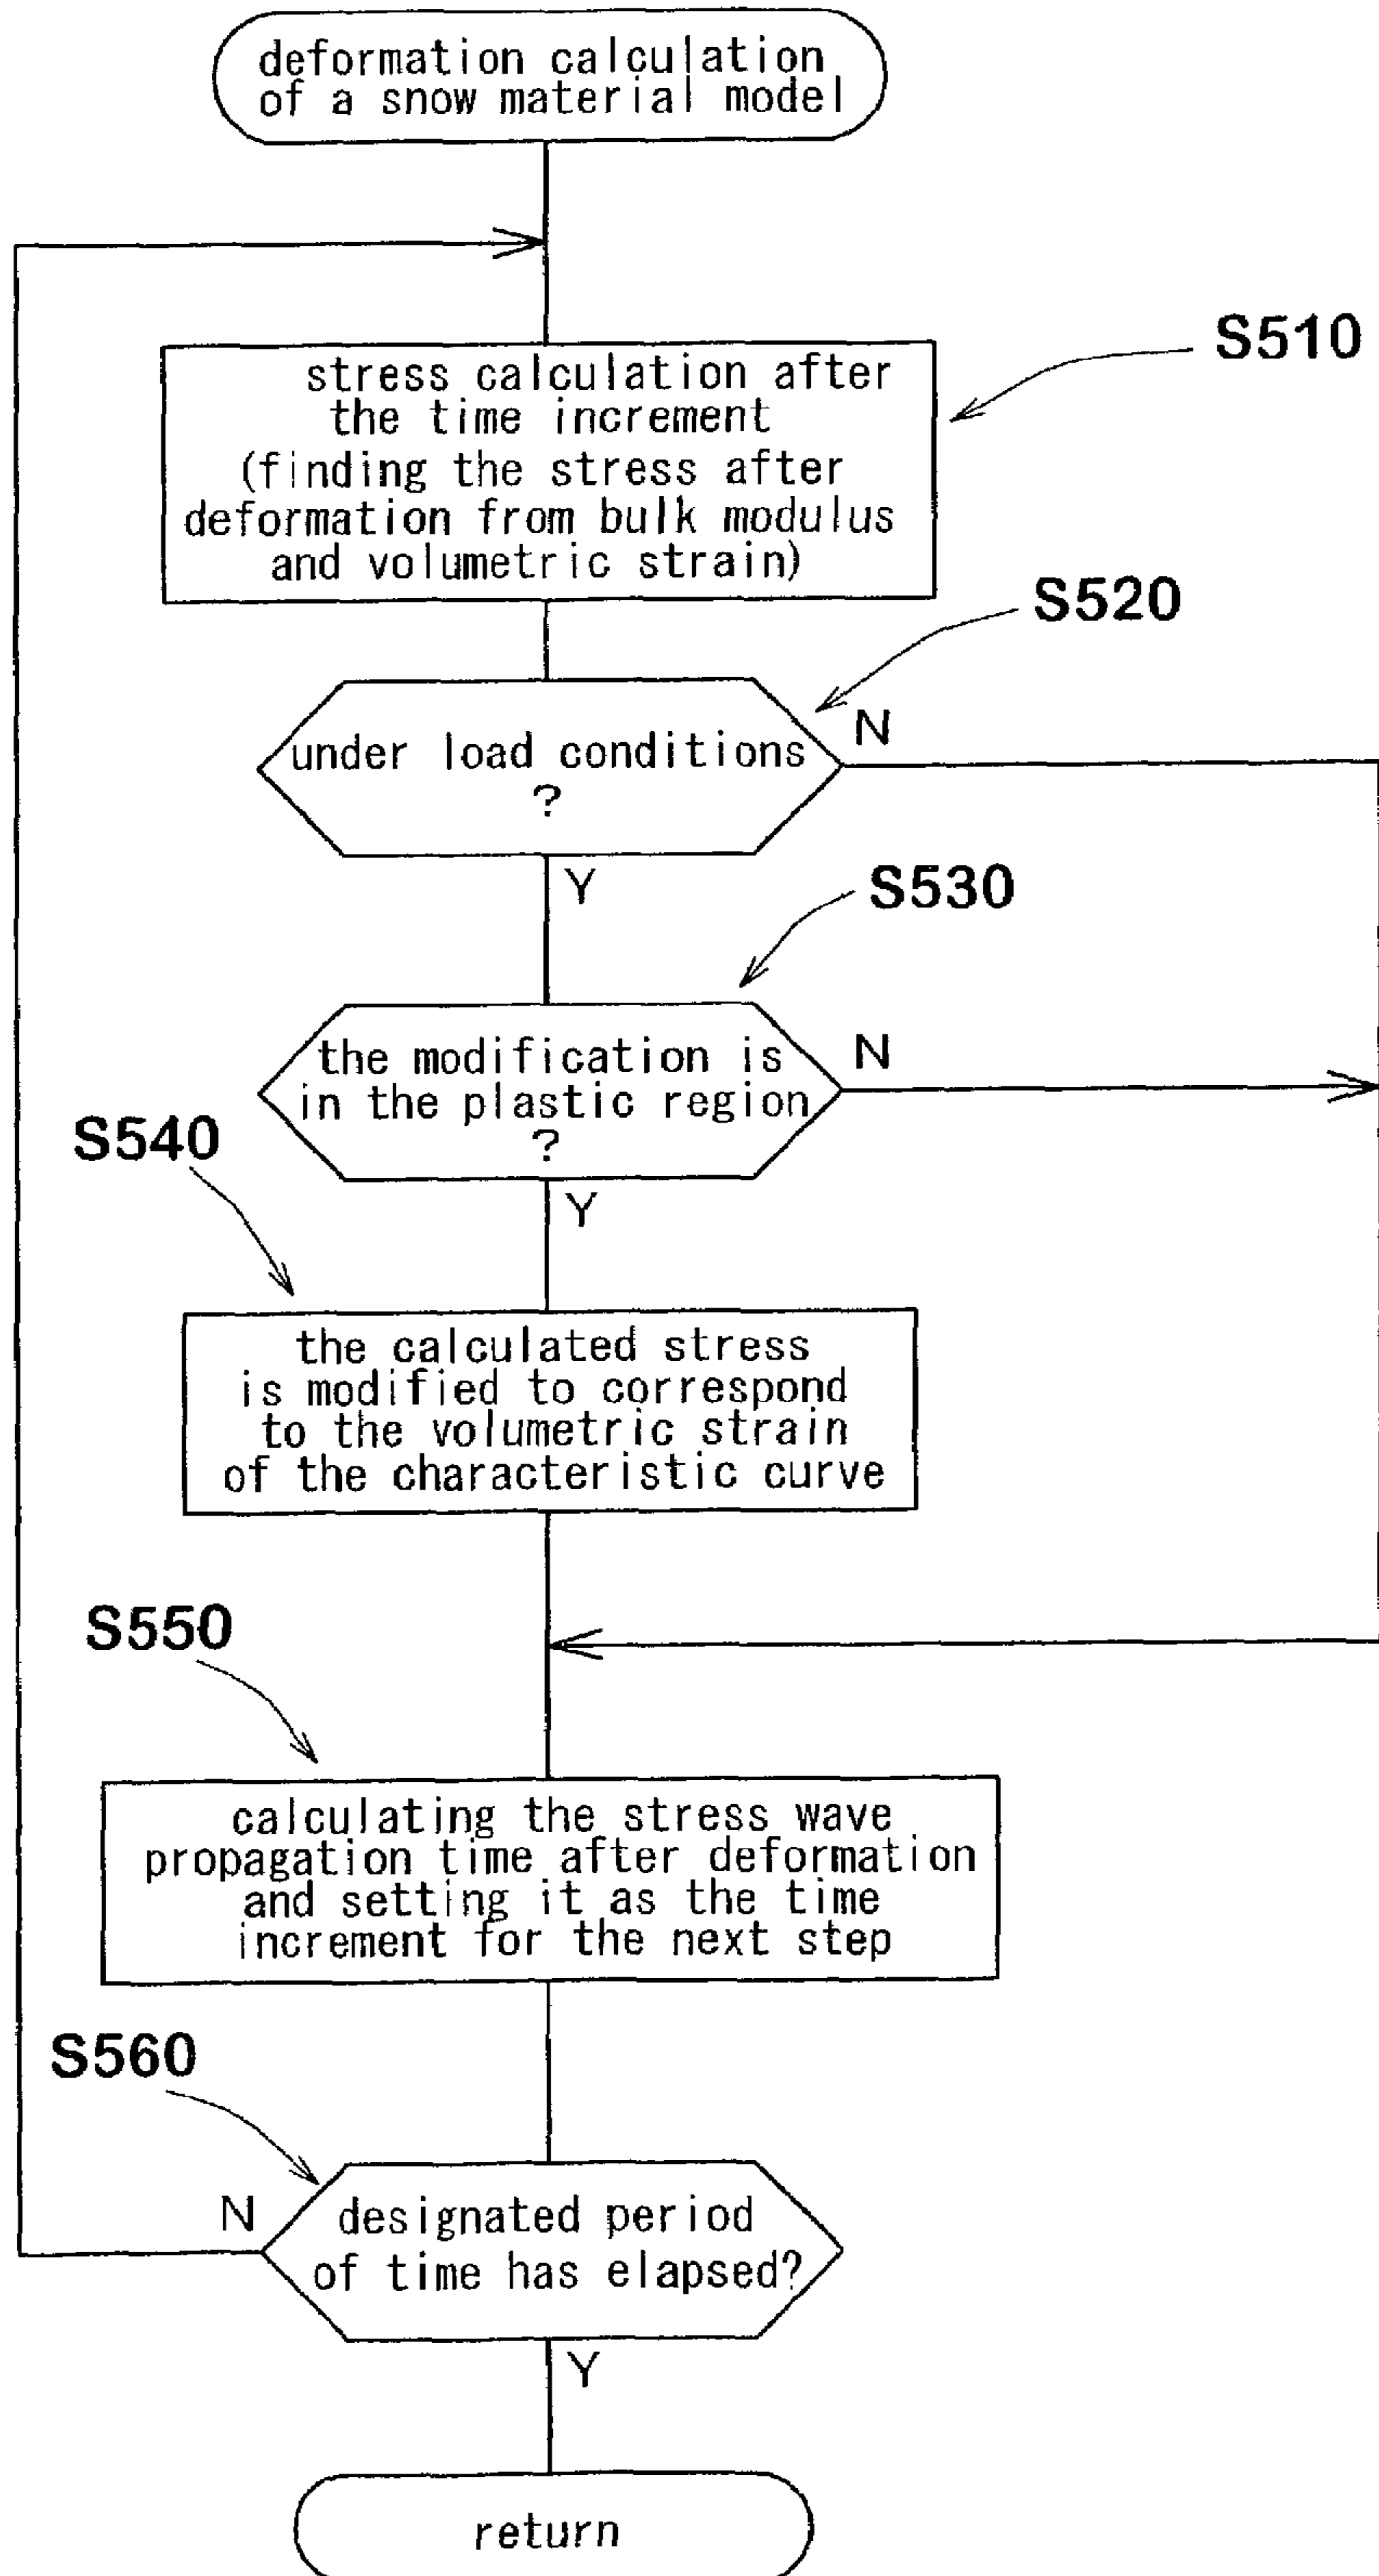 deformation calculation
of a snow material model
S510
stress calculation after
the time increment
(finding the stress after
deformation from bulk modulus
and volumetric strain)
S520
under load conditions
?
N
Y
S530
the modification is
in the plastic region
?
N
Y
S540
the calculated stress
is modified to correspond
to the volumetric strain
of the characteristic curve
S550
calculating the stress wave
propagation time after deformation
and setting it as the time
increment for the next step
S560
designated period
of time has elapsed?
N
Y
return